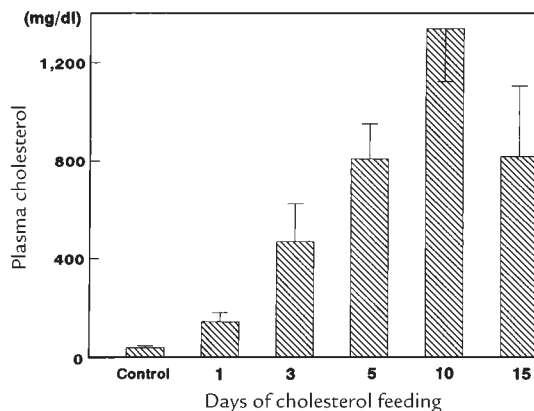 (mg/dl)
1,200
800
400
0
Plasma cholesterol
Control 1 3 5 10 15
Days of cholesterol feeding